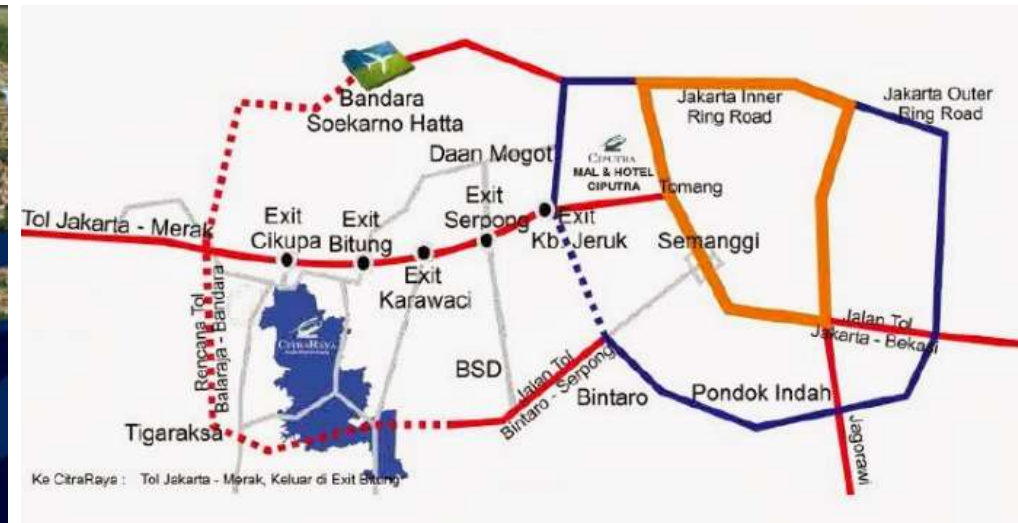 Bandara
Soekarno Hatta
Jakarta Inner
Ring Road
Jakarta Outer
Ring Road
Daan Mogot
CIPUTRA
MAL & HOTEL
CIPUTRA
Tomang
Exit
Serpong
Exit
Kb. Jeruk
Semanggi
Tol Jakarta - Merak
Exit
Cikupa
Exit
Bitung
Exit
Karawaci
Rencana Tol
Balaraja - Bandara
CITRARAYA
BSD
Jalan Tol
Bintaro - Serpong
Bintaro
Pondok Indah
Jalan Tol
Jakarta - Bekasi
Jagorawi
Tigaraksa
Ke CitraRaya : Tol Jakarta - Merak, Keluar di Exit Bitung